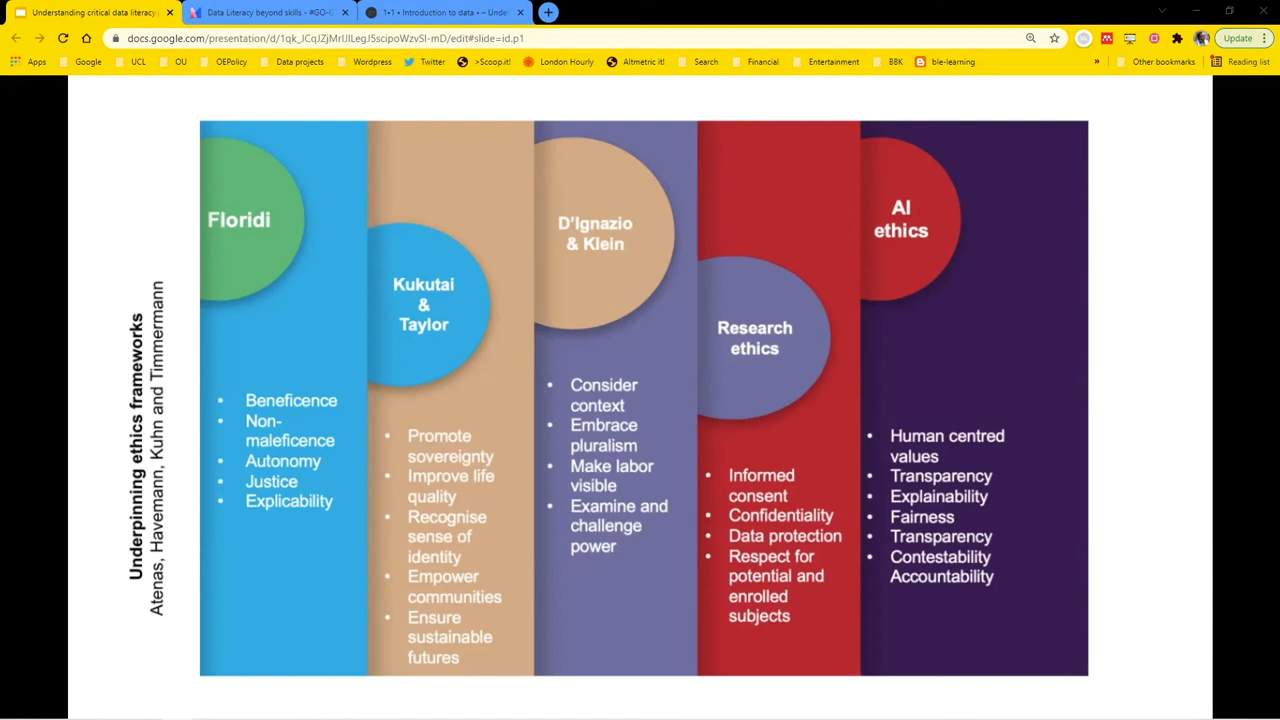 Understanding critical data literacy
Data Literacy beyond skills - #GO-G
1•1 • Introduction to data • – Unde
docs.google.com/presentation/d/1qk_JCqJZjMrUlLegJ5scipoWzvSI-mD/edit#slide=id.p1
Update
Apps
Google
UCL
OU
OEPolicy
Data projects
Wordpress
Twitter
>Scoop.it!
London Hourly
Altmetric it!
Search
Financial
Entertainment
BBK
ble-learning
»
Other bookmarks
Reading list
Underpinning ethics frameworks
Atenas, Havemann, Kuhn and Timmermann
Floridi
• Beneficence
• Non-
maleficence
• Autonomy
• Justice
• Explicability
Kukutai
&
Taylor
• Promote
sovereignty
• Improve life
quality
• Recognise
sense of
identity
• Empower
communities
• Ensure
sustainable
futures
D'Ignazio
& Klein
• Consider
context
• Embrace
pluralism
• Make labor
visible
• Examine and
challenge
power
Research
ethics
• Informed
consent
• Confidentiality
• Data protection
• Respect for
potential and
enrolled
subjects
AI
ethics
• Human centred
values
• Transparency
• Explainability
• Fairness
• Transparency
• Contestability
• Accountability